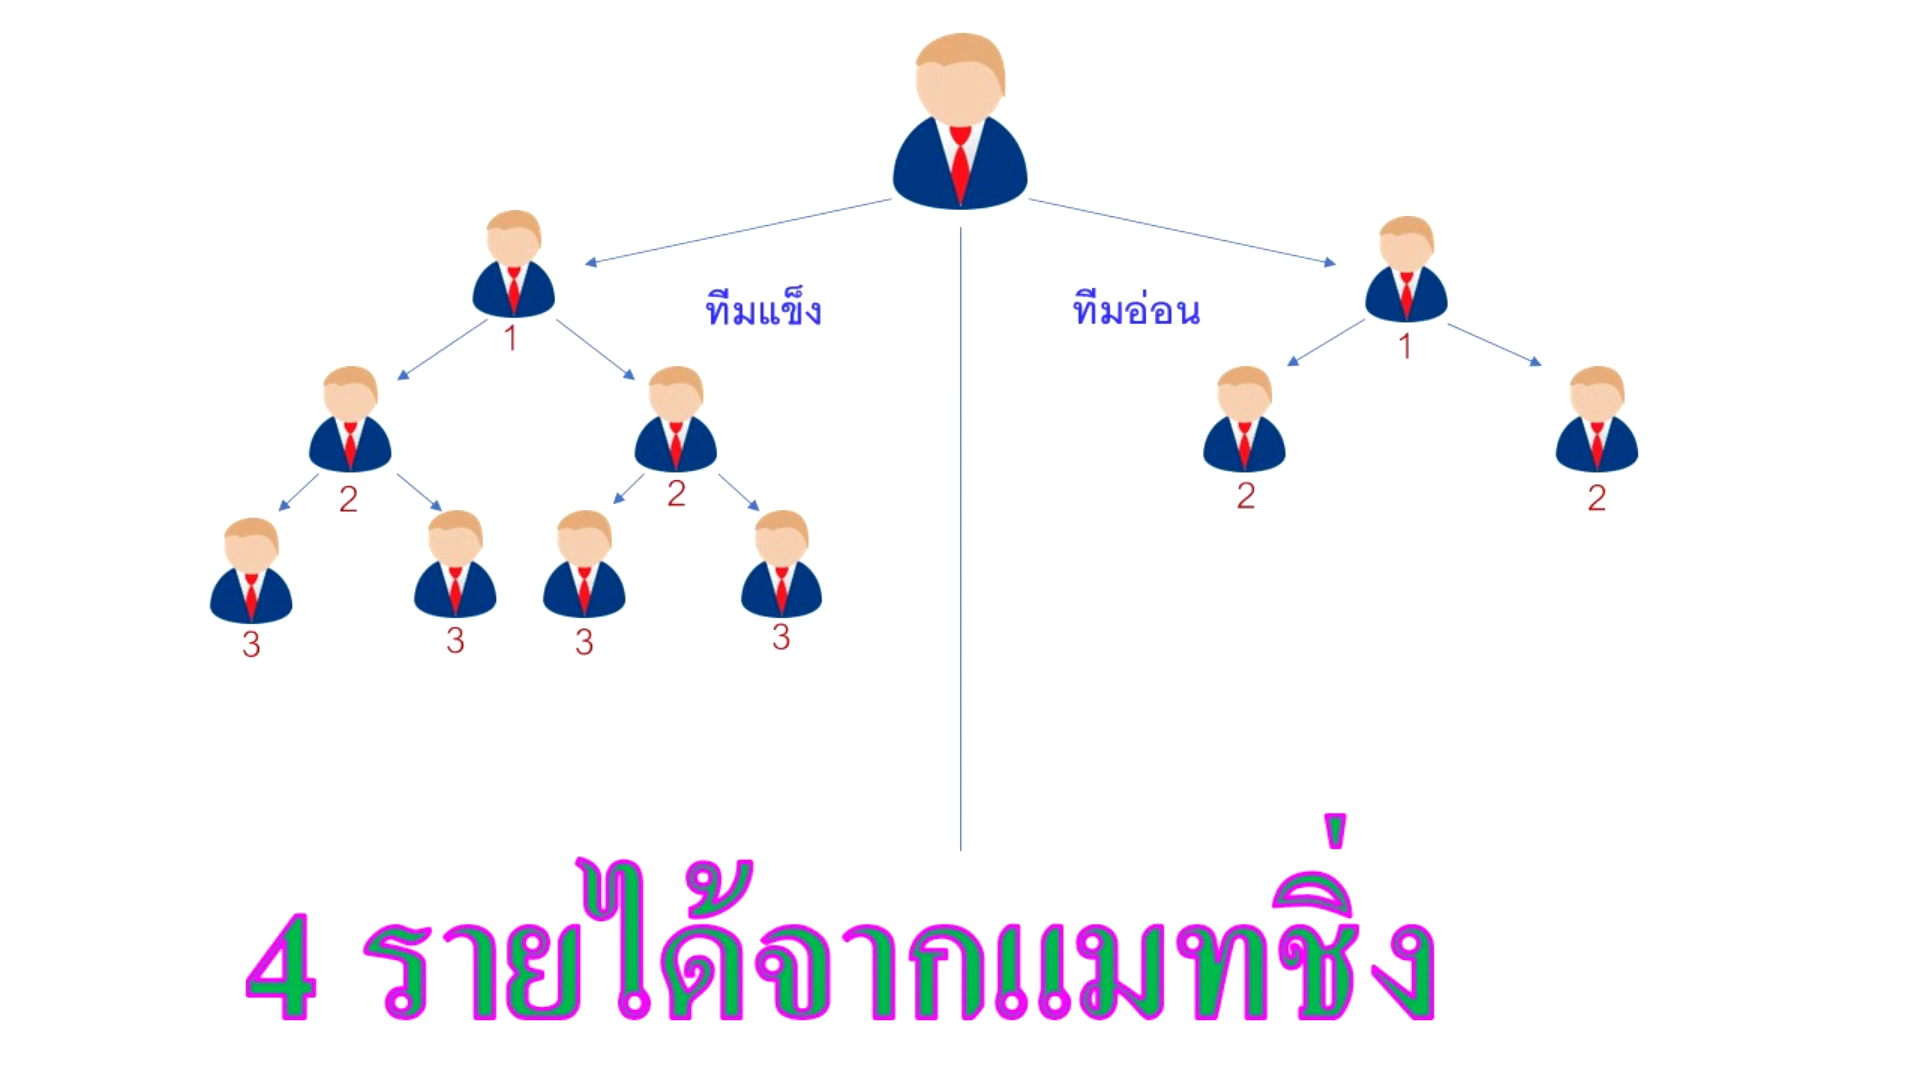 ทีมแข็ง ทีมอ่อน
1 1
2 2 2 2
3 3 3 3
4 รายได้จากแมทชิ่ง